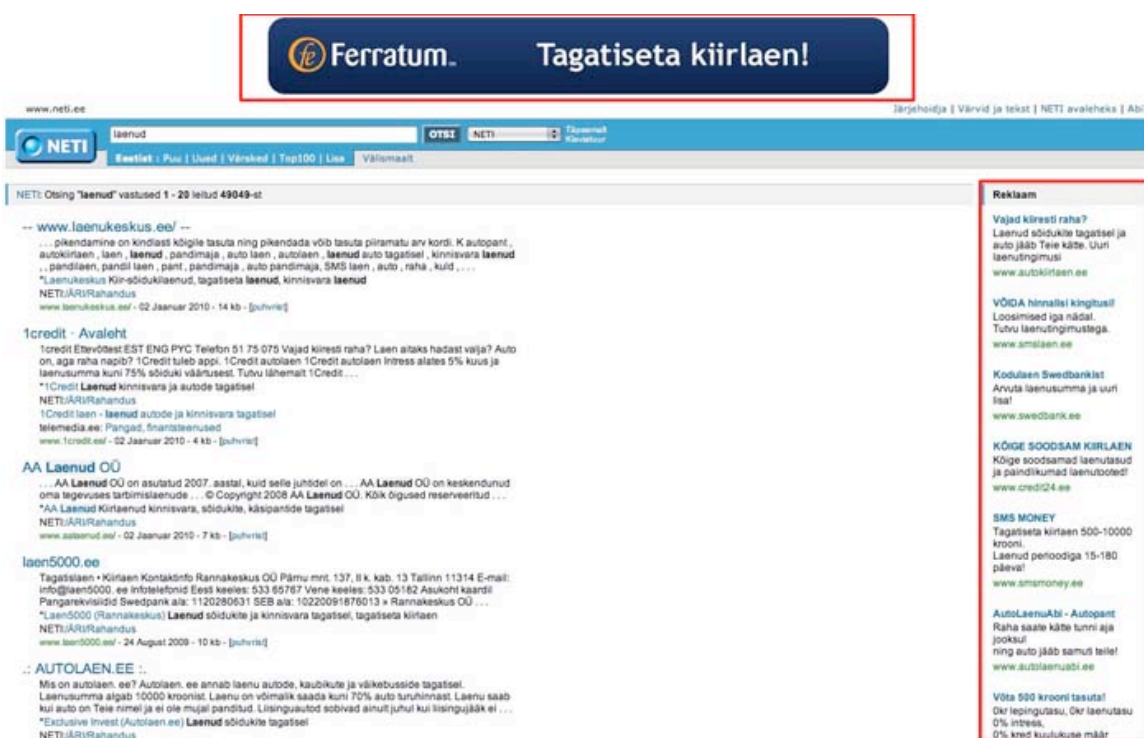 Ferratum. Tagatiseta kiirlaen!
www.neti.ee
Järjehoidja | Värvid ja tekst | NETI avaleheks | Abi
NETI
laenud OTSI NETI Täpsemalt
Klaviatuur
Eestist : Puu | Uued | Värsked | Top100 | Lisa Välismaalt
NETI: Otsing "laenud" vastused 1 - 20 leitud 49049-st
-- www.laenukeskus.ee/ --
. . . pikendamine on kindlasti kõigile tasuta ning pikendada võib tasuta piiramatu arv kordi. K autopant ,
autokiirlaen , laen , laenud , pandimaja , auto laen , autolaen , laenud auto tagatisel , kinnisvara laenud
, , pandilaen, pandil laen , pant , pandimaja , auto pandimaja, SMS laen , auto , raha , kuld , . . .
*Laenukeskus Kiir-sõidukilaenud, tagatiseta laenud, kinnisvara laenud
NETI:/ÄRI/Rahandus
www.laenukeskus.ee/ - 02 Jaanuar 2010 - 14 kb - [puhvrist]
1credit - Avaleht
1credit Ettevõttest EST ENG PYC Telefon 51 75 075 Vajad kiiresti raha? Laen aitaks hadast valja? Auto
on, aga raha napib? 1Credit tuleb appi. 1Credit autolaen 1Credit autolaen Intress alates 5% kuus ja
laenusumma kuni 75% sõiduki väärtusest. Tutvu lähemalt 1Credit . . .
*1Credit Laenud kinnisvara ja autode tagatisel
NETI:/ÄRI/Rahandus
1Credit laen - laenud autode ja kinnisvara tagatisel
telemedia.ee: Pangad, finantsteenused
www.1credit.ee/ - 02 Jaanuar 2010 - 4 kb - [puhvrist]
AA Laenud OÜ
. . . AA Laenud OÜ on asutatud 2007. aastal, kuid selle juhtidel on . . . AA Laenud OÜ on keskendunud
oma tegevuses tarbimislaenude . . . © Copyright 2008 AA Laenud OÜ. Kõik õigused reserveeritud . . .
*AA Laenud Kiirlaenud kinnisvara, sõidukite, käsipantide tagatisel
NETI:/ÄRI/Rahandus
www.aalaenud.ee/ - 02 Jaanuar 2010 - 7 kb - [puhvrist]
laen5000.ee
Tagatislaen • Kiirlaen Kontaktinfo Rannakeskus OÜ Pärnu mnt. 137, II k. kab. 13 Tallinn 11314 E-mail:
info@laen5000. ee Infotelefonid Eesti keeles: 533 65767 Vene keeles: 533 05182 Asukoht kaardil
Pangarekvisiidid Swedpank a/a: 1120280631 SEB a/a: 10220091876013 » Rannakeskus OÜ . . .
*Laen5000 (Rannakeskus) Laenud sõidukite ja kinnisvara tagatisel, tagatiseta kiirlaen
NETI:/ÄRI/Rahandus
www.laen5000.ee/ - 24 August 2009 - 10 kb - [puhvrist]
.: AUTOLAEN.EE :.
Mis on autolaen. ee? Autolaen. ee annab laenu autode, kaubikute ja väikebusside tagatisel.
Laenusumma algab 10000 kroonist. Laenu on võimalik saada kuni 70% auto turuhinnast. Laenu saab
kui auto on Teie nimel ja ei ole mujal panditud. Liisinguautod sobivad ainult juhul kui liisingujääk ei . . .
*Exclusive Invest (Autolaen.ee) Laenud sõidukite tagatisel
NETI:/ÄRI/Rahandus
Reklaam
Vajad kiiresti raha?
Laenud sõidukite tagatisel ja
auto jääb Teie kätte. Uuri
laenutingimusi
www.autokiirlaen.ee
VÕIDA hinnalisi kingitusi!
Loosimised iga nädal.
Tutvu laenutingimustega.
www.smslaen.ee
Kodulaen Swedbankist
Arvuta laenusumma ja uuri
lisa!
www.swedbank.ee
KÕIGE SOODSAM KIIRLAEN
Kõige soodsamad laenutasud
ja paindlikumad laenutooted!
www.credit24.ee
SMS MONEY
Tagatiseta kiirlaen 500-10000
krooni.
Laenud perioodiga 15-180
päeva!
www.smsmoney.ee
AutoLaenuAbi - Autopant
Raha saate kätte tunni aja
jooksul
ning auto jääb samuti teile!
www.autolaenuabi.ee
Võta 500 krooni tasuta!
0kr lepingutasu, 0kr laenutasu
0% intress,
0% kred kuulukuse määr